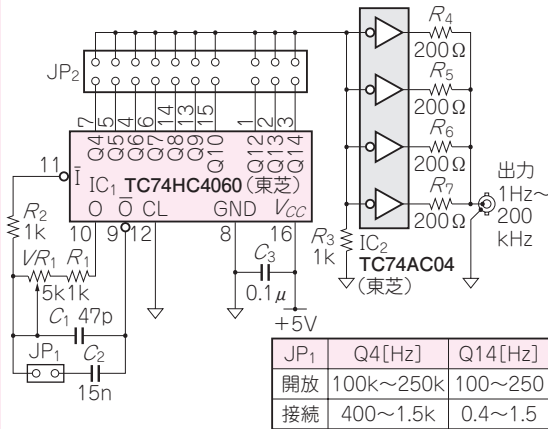 JP₂
7 5 4 6 14 13 15 1 2 3
Q4 Q5 Q6 Q7 Q8 Q9 Q10 Q12 Q13 Q14
11 Ī IC₁ TC74HC4060(東芝)
O O̅ CL GND VCC
10 9 12 8 16
R₂
1k
VR₁ R₁
5k 1k
C₁ 47p
JP₁ C₂
15n
C₃
0.1μ
+5V
R₃
1k
R₄
200Ω
R₅
200Ω
R₆
200Ω
R₇
200Ω
IC₂
TC74AC04
(東芝)
出力
1Hz~
200
kHz
JP₁ Q4[Hz] Q14[Hz]
開放 100k~250k 100~250
接続 400~1.5k 0.4~1.5